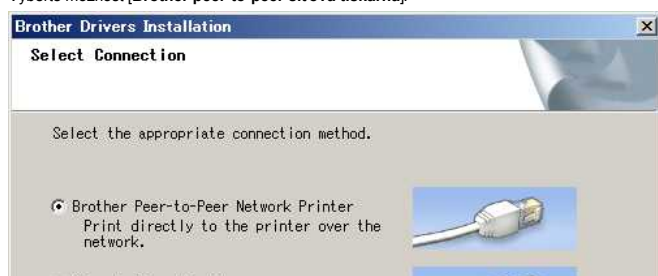 Brother Drivers Installation
Select Connection
Select the appropriate connection method.
Brother Peer-to-Peer Network Printer
Print directly to the printer over the
network.